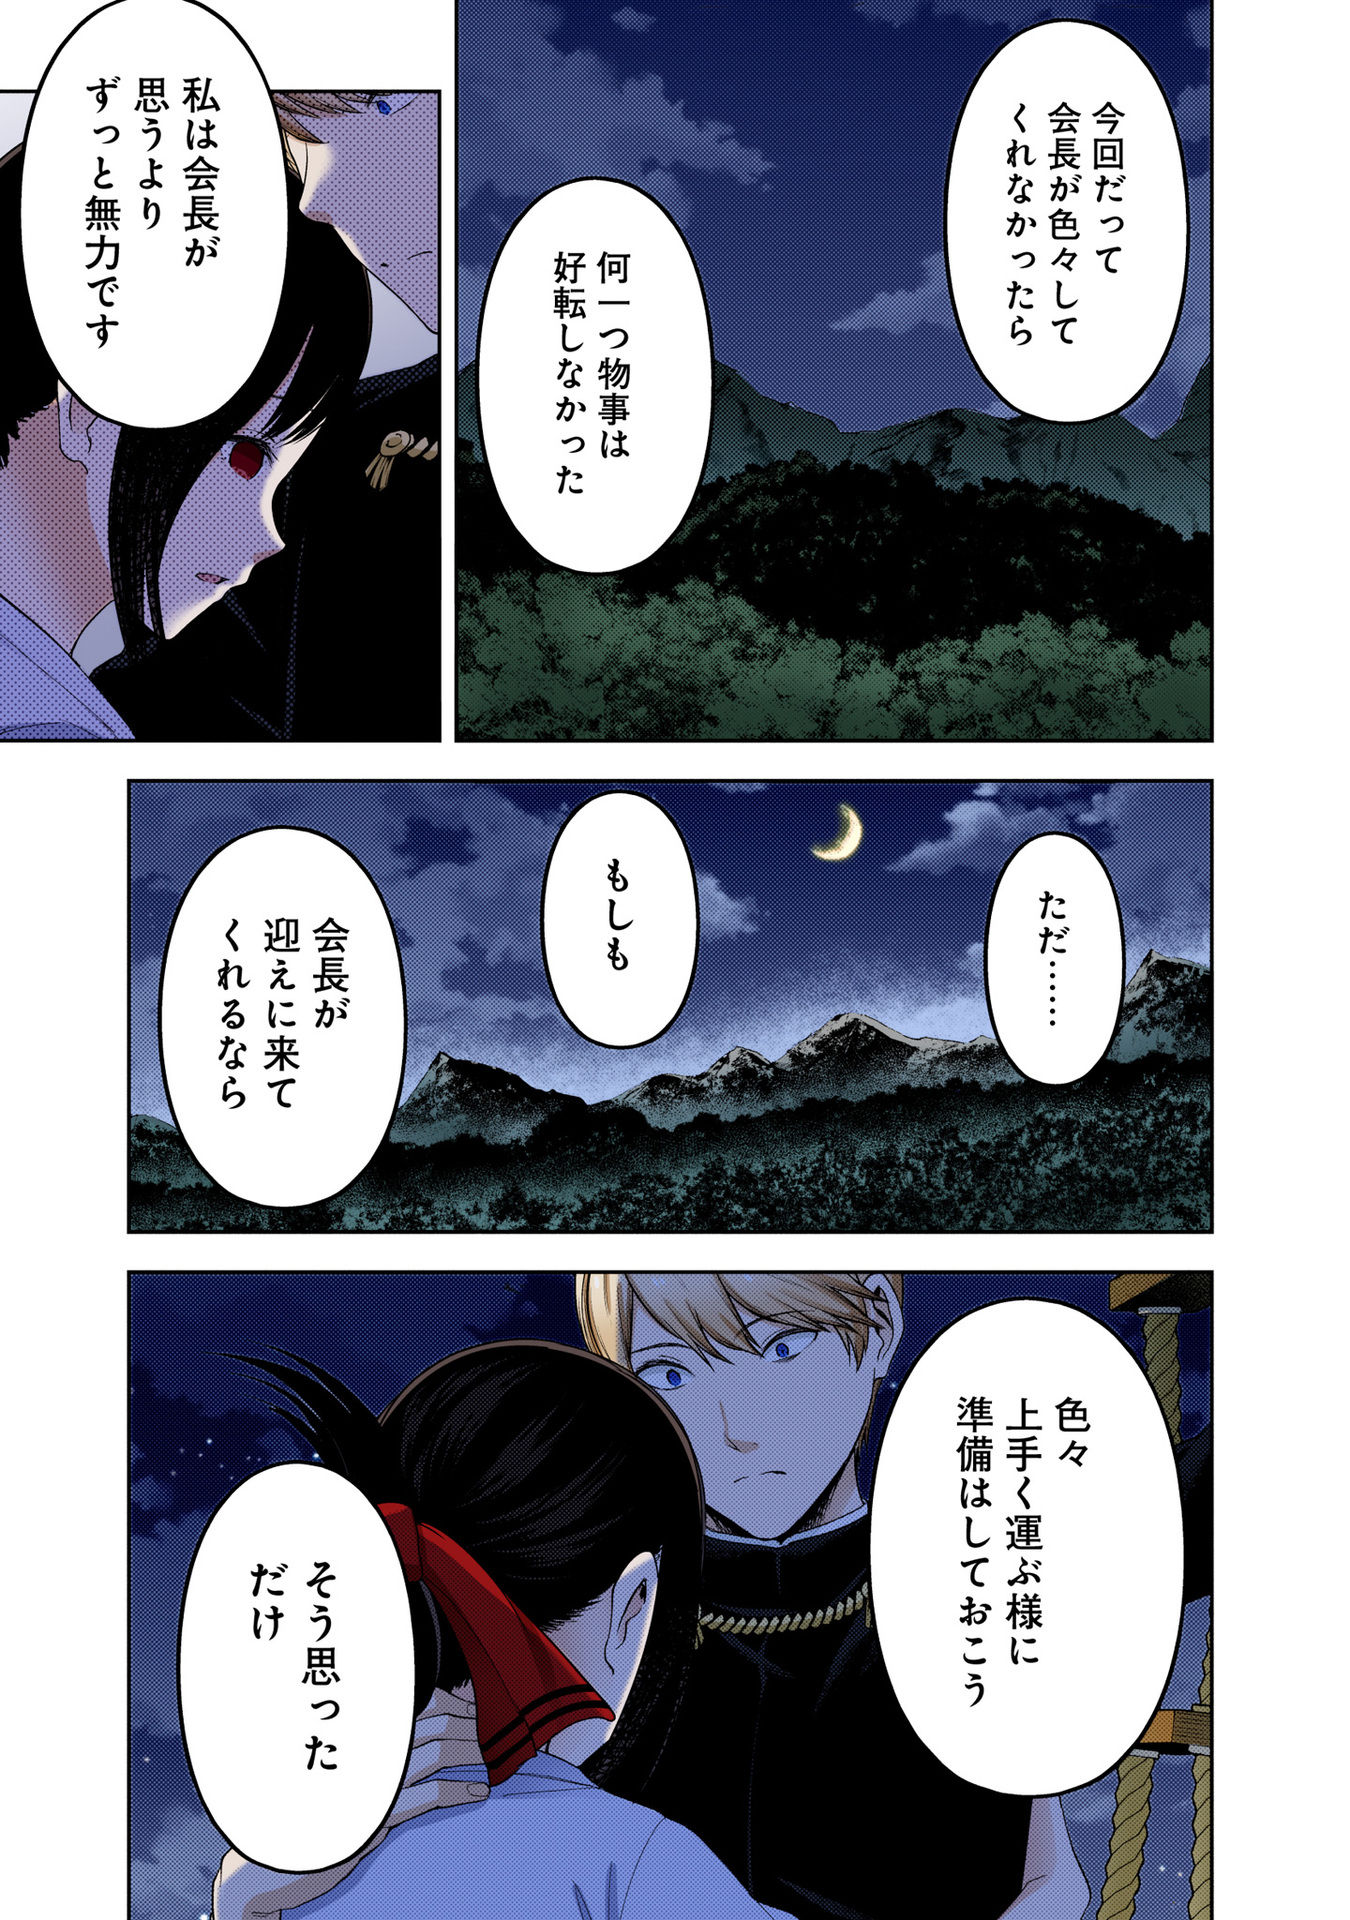 今回だって
会長が色々して
くれなかったら
何一つ物事は
好転しなかった
私は会長が
思うより
ずっと無力です
ただ……
もしも
会長が
迎えに来て
くれるなら
色々
上手く運ぶ様に
準備はしておこう
そう思った
だけ